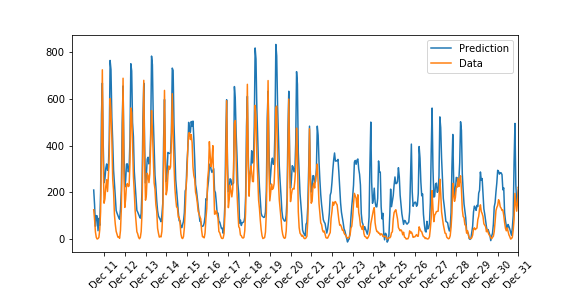 800
600
400
200
0
Prediction
Data
Dec 11
Dec 12
Dec 13
Dec 14
Dec 15
Dec 16
Dec 17
Dec 18
Dec 19
Dec 20
Dec 21
Dec 22
Dec 23
Dec 24
Dec 25
Dec 26
Dec 27
Dec 28
Dec 29
Dec 30
Dec 31